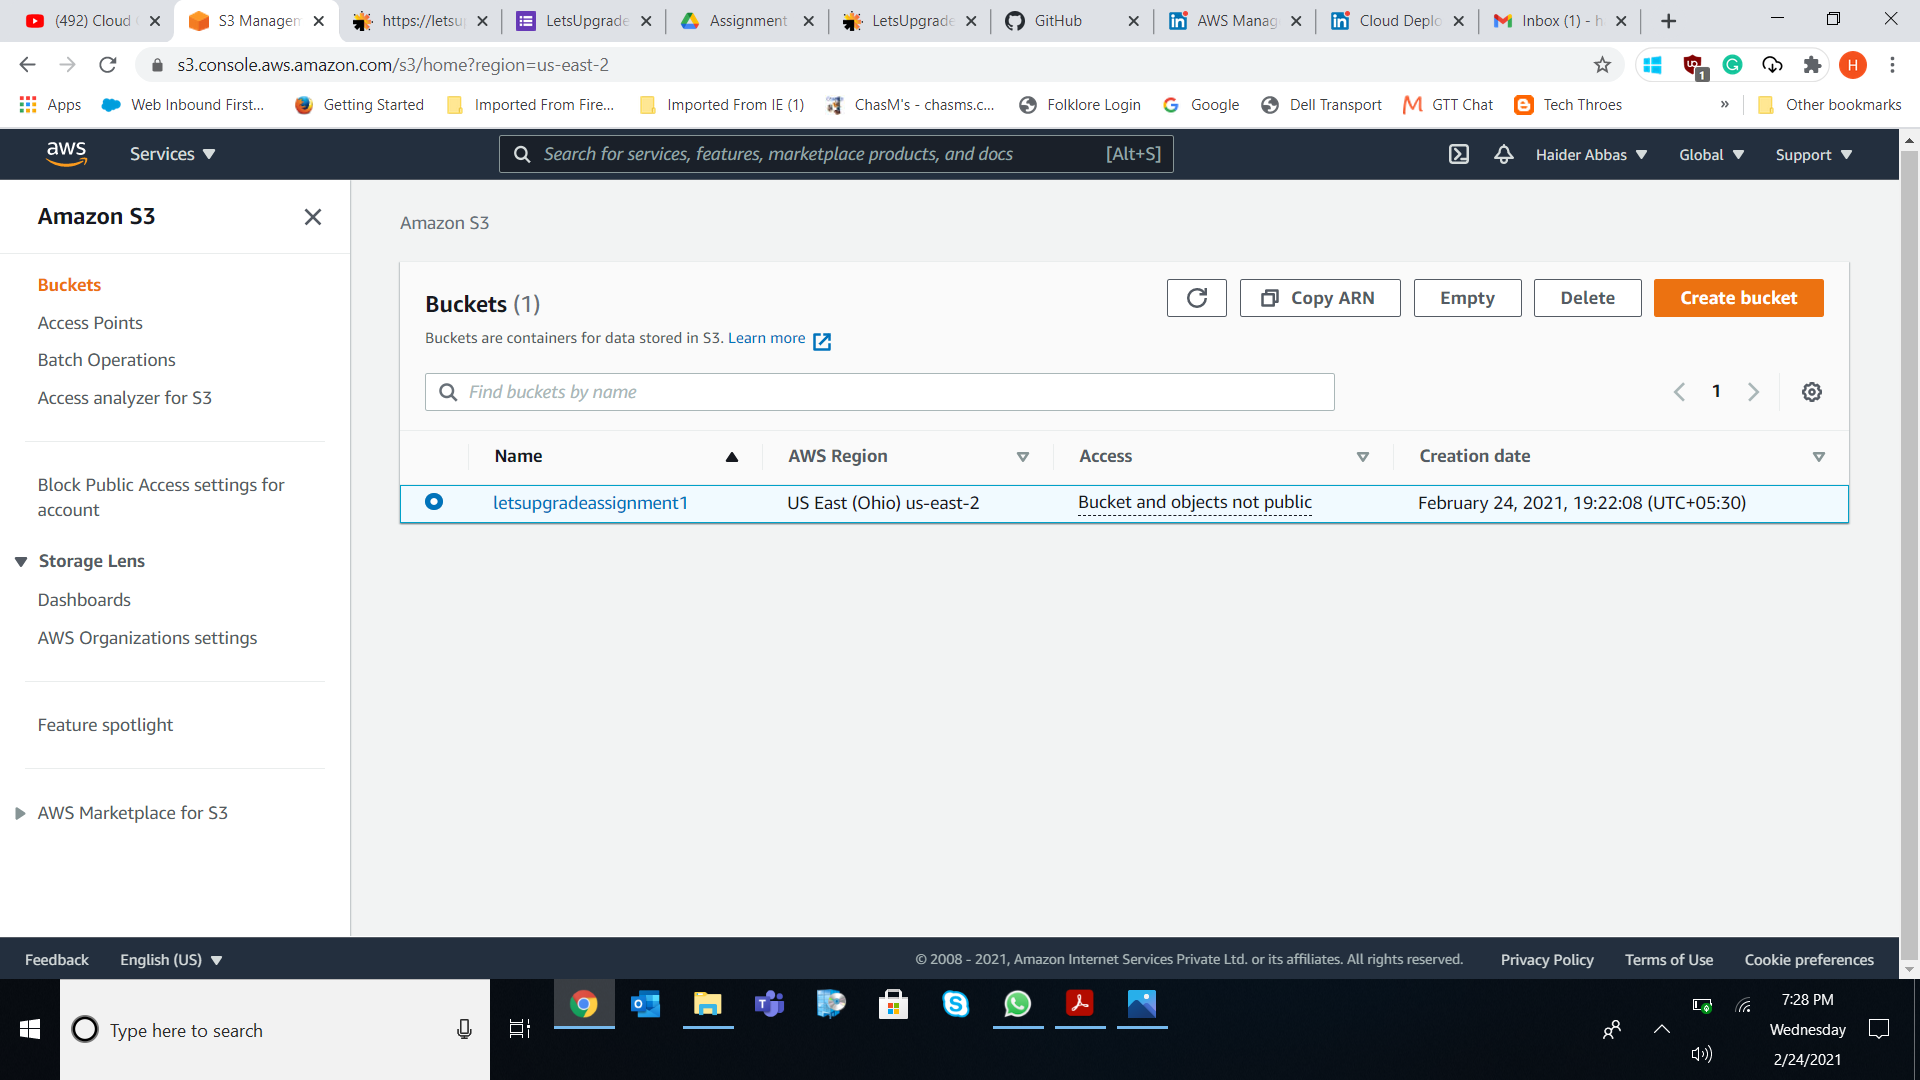 (492) Cloud
S3 Managem
https://letsu
LetsUpgrade
Assignment
LetsUpgrade
GitHub
AWS Manag
Cloud Deplo
Inbox (1) - h
s3.console.aws.amazon.com/s3/home?region=us-east-2
1
H
Apps
Web Inbound First...
Getting Started
Imported From Fire...
Imported From IE (1)
ChasM's - chasms.c...
Folklore Login
Google
Dell Transport
GTT Chat
Tech Throes
»
Other bookmarks
aws
Services
Search for services, features, marketplace products, and docs
[Alt+S]
Haider Abbas
Global
Support
Amazon S3
Buckets
Access Points
Batch Operations
Access analyzer for S3
Block Public Access settings for
account
Storage Lens
Dashboards
AWS Organizations settings
Feature spotlight
AWS Marketplace for S3
Amazon S3
Buckets (1)
Copy ARN
Empty
Delete
Create bucket
Buckets are containers for data stored in S3. Learn more
Find buckets by name
1
Name
AWS Region
Access
Creation date
letsupgradeassignment1
US East (Ohio) us-east-2
Bucket and objects not public
February 24, 2021, 19:22:08 (UTC+05:30)
Feedback
English (US)
© 2008 - 2021, Amazon Internet Services Private Ltd. or its affiliates. All rights reserved.
Privacy Policy
Terms of Use
Cookie preferences
Type here to search
7:28 PM
Wednesday
2/24/2021